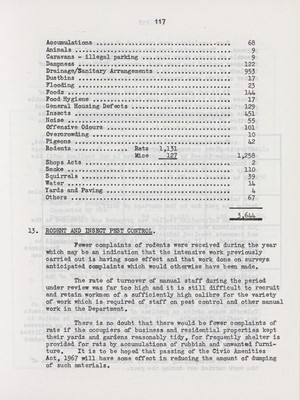 117
Accumulations ........................................ 68
Animals ........................................ 9
Caravans - illegal parking ........................................ 9
Dampness ........................................ 122
Drainage/Sanitary Arrangements ........................................ 953
Dustbins ........................................ 17
Flooding ........................................ 23
Foods ........................................ 144
Food Hygiene ........................................ 17
General Housing Defects ........................................ 129
Insects ........................................ 451
Noise ........................................ 55
Offensive Odours ........................................ 101
Overcrowding ........................................ 10
Pigeons ........................................ 42
Rodents .................... Rats 1,131
Mice 127 1,258
Shops Acts ........................................ 2
Smoke ........................................ 110
Squirrels ........................................ 39
Water ........................................ 14
Yards and Paving ........................................ 4
Others ........................................ 67
3,644
13. RODENT AND INSECT PEST CONTROL.
Fewer complaints of rodents were received during the year
which may be an indication that the intensive work previously
carried out is having some effect and that work done on surveys
anticipated complaints which would otherwise have been made.
The rate of turnover of manual staff during the period
under review was far too high and it is still difficult to recruit
and retain workmen of a sufficiently high calibre for the variety
of work which is required of staff on pest control and other manual
work in the Department.
There is no doubt that there would be fewer complaints of
rats if the occupiers of business and residential properties kept
their yards and gardens reasonably tidy, for frequently shelter is
provided for rats by accumulations of rubbish and unwanted furni-
ture. It is to be hoped that passing of the Civic Amenities
Act, 1967 will have some effect in reducing the amount of dumping
of such materials.